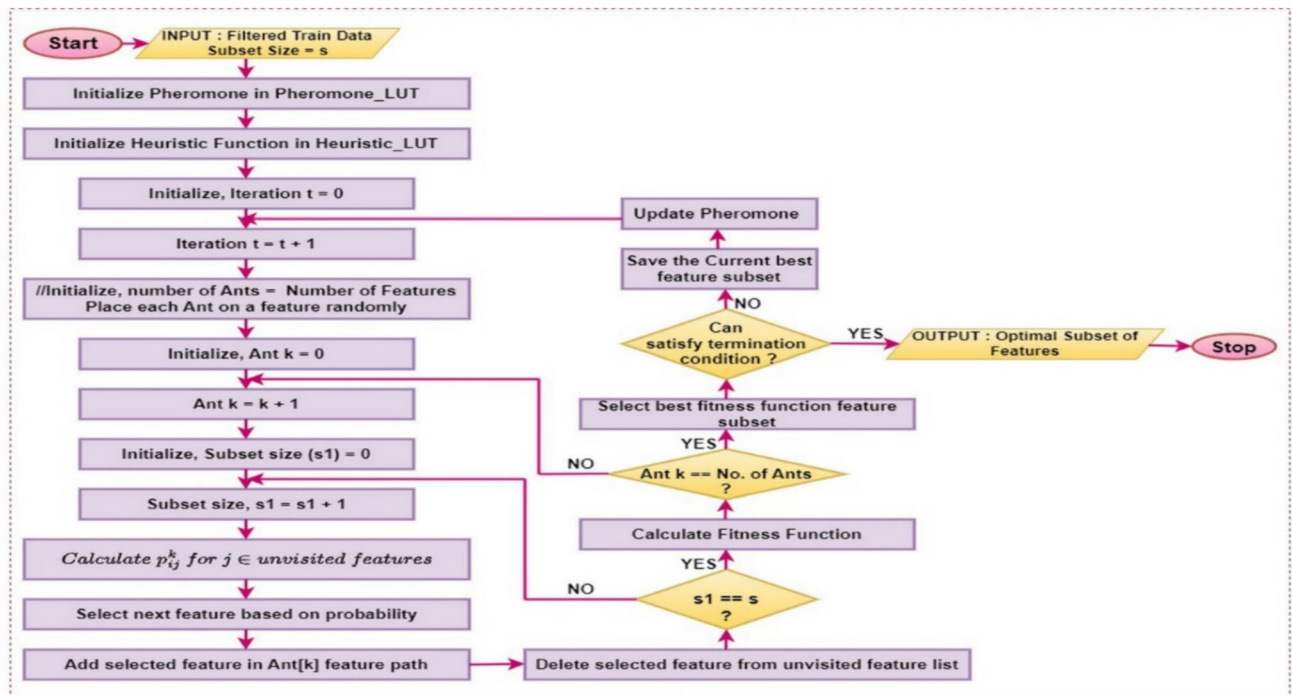 Start
INPUT : Filtered Train Data
Subset Size = s
Initialize Pheromone in Pheromone_LUT
Initialize Heuristic Function in Heuristic_LUT
Initialize, Iteration t = 0
Iteration t = t + 1
//Initialize, number of Ants = Number of Features
Place each Ant on a feature randomly
Initialize, Ant k = 0
Ant k = k + 1
Initialize, Subset size (s1) = 0
Subset size, s1 = s1 + 1
Calculate p_{ij}^k for j ∈ unvisited features
Select next feature based on probability
Add selected feature in Ant[k] feature path
Delete selected feature from unvisited feature list
s1 == s
?
NO
YES
Calculate Fitness Function
Ant k == No. of Ants
?
NO
YES
Select best fitness function feature
subset
Can
satisfy termination
condition ?
NO
Save the Current best
feature subset
Update Pheromone
YES
OUTPUT : Optimal Subset of
Features
Stop